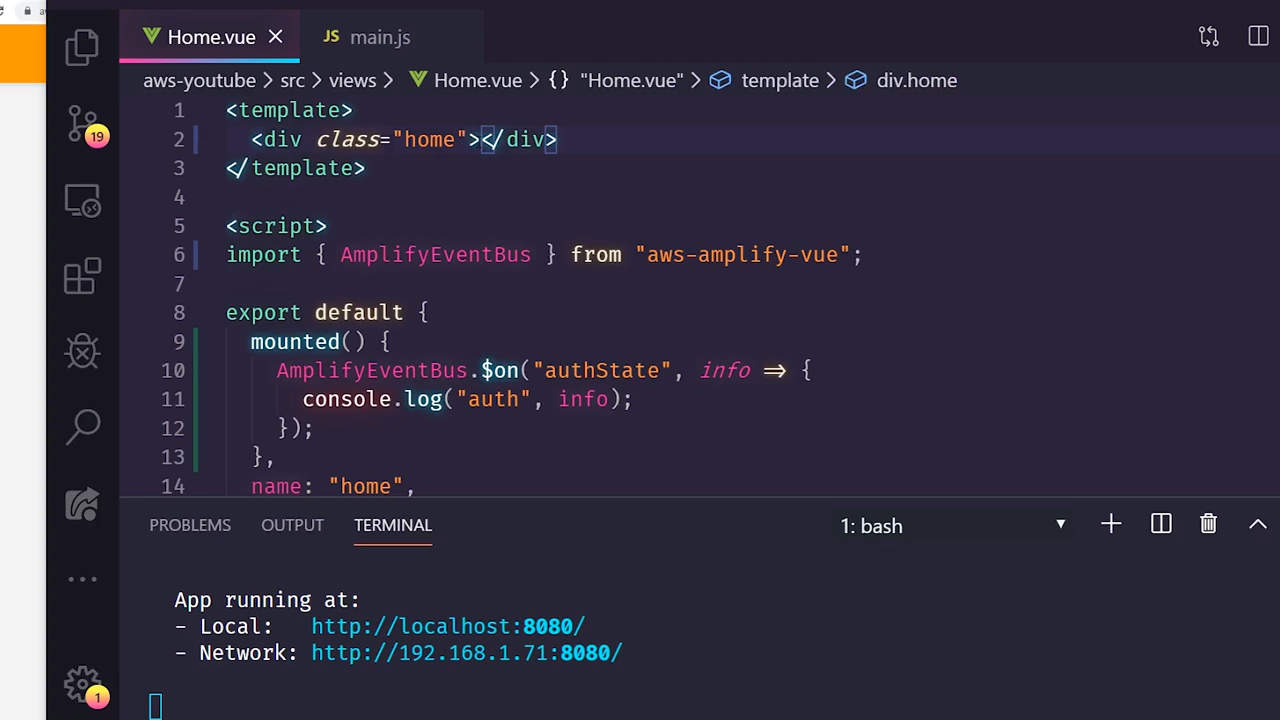 Home.vue
JS main.js
aws-youtube > src > views > Home.vue > {} "Home.vue" > template > div.home
1 <template>
2 <div class="home"></div>
3 </template>
4
5 <script>
6 import { AmplifyEventBus } from "aws-amplify-vue";
7
8 export default {
9 mounted() {
10 AmplifyEventBus.$on("authState", info => {
11 console.log("auth", info);
12 });
13 },
14 name: "home",
19
PROBLEMS OUTPUT TERMINAL 1: bash
App running at:
- Local: http://localhost:8080/
- Network: http://192.168.1.71:8080/
1